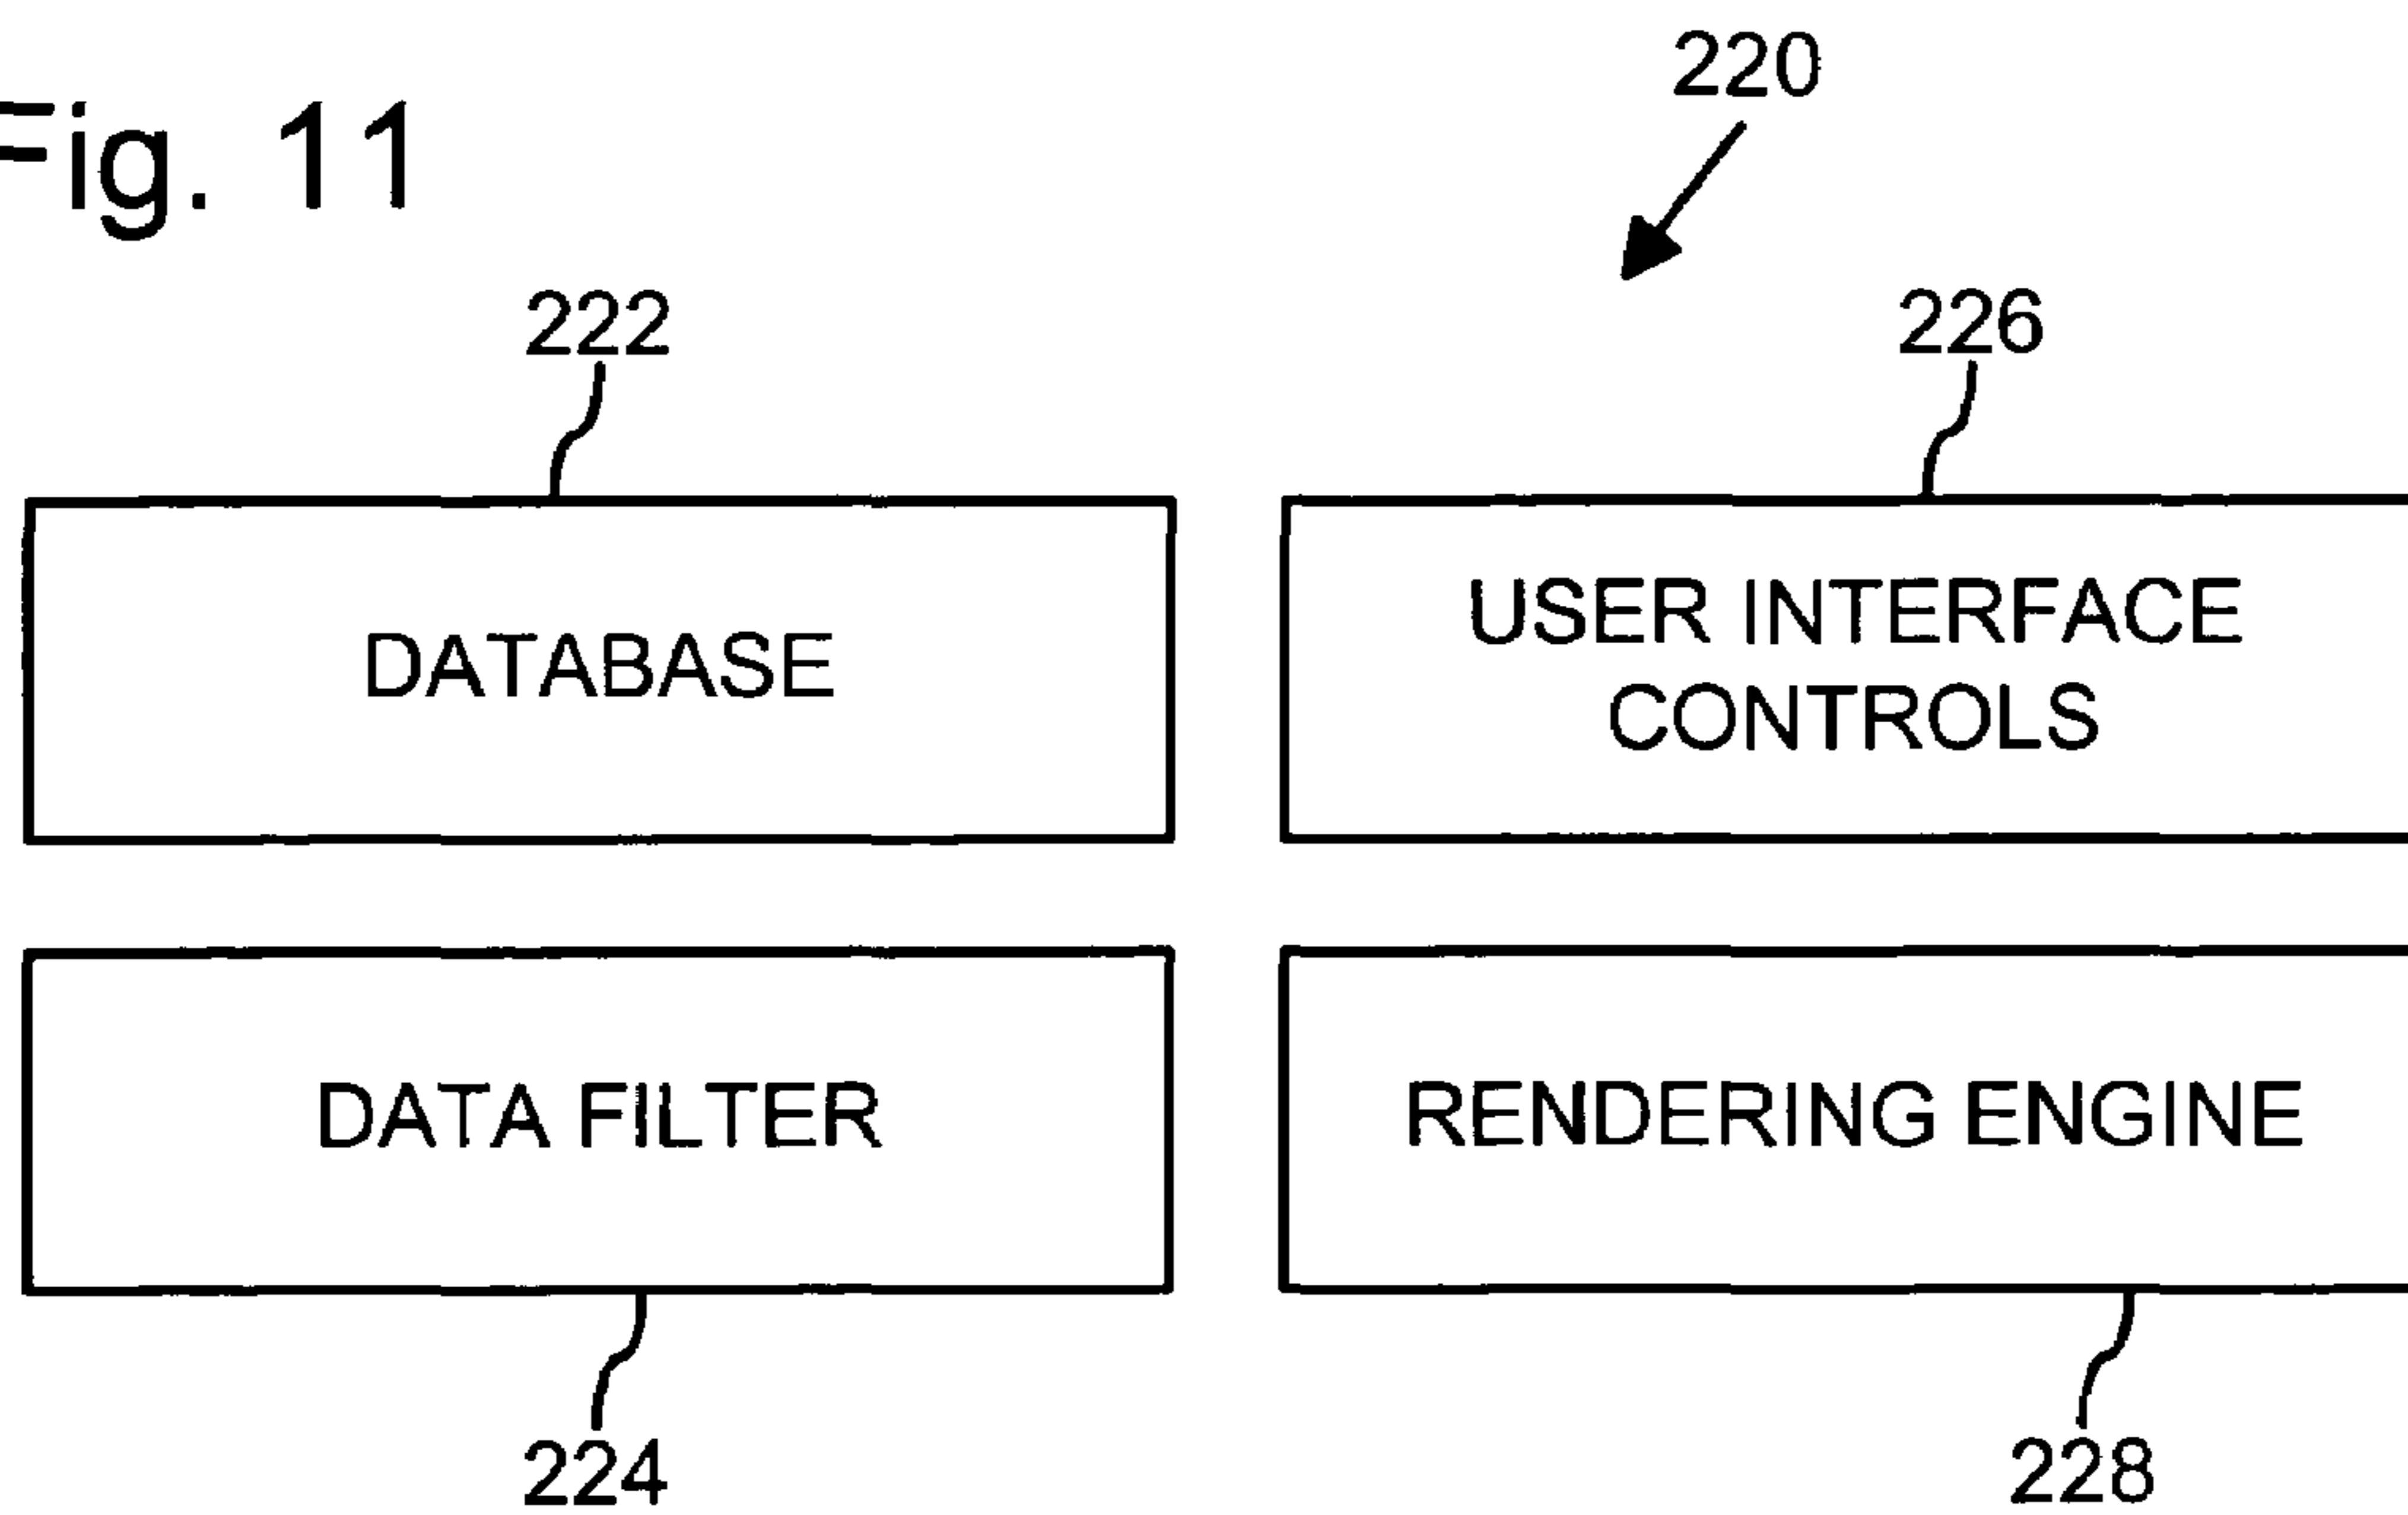 Fig. 11
220
222
226
DATABASE
USER INTERFACE
CONTROLS
DATA FILTER
RENDERING ENGINE
224
228